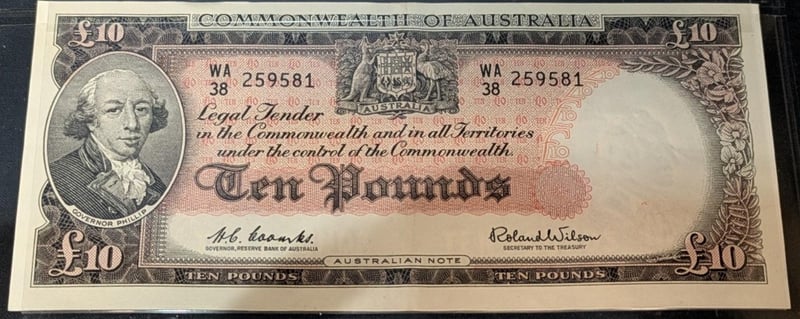 COMMONWEALTH OF AUSTRALIA
£10
£10
WA
38 259581
WA
38 259581
AUSTRALIA
Legal Tender
in the Commonwealth and in all Territories
under the control of the Commonwealth.
Ten Pounds
GOVERNOR PHILLIP
H.C. Coombs.
GOVERNOR, RESERVE BANK OF AUSTRALIA
Roland Wilson
SECRETARY TO THE TREASURY
£10
AUSTRALIAN NOTE
£10
TEN POUNDS
TEN POUNDS